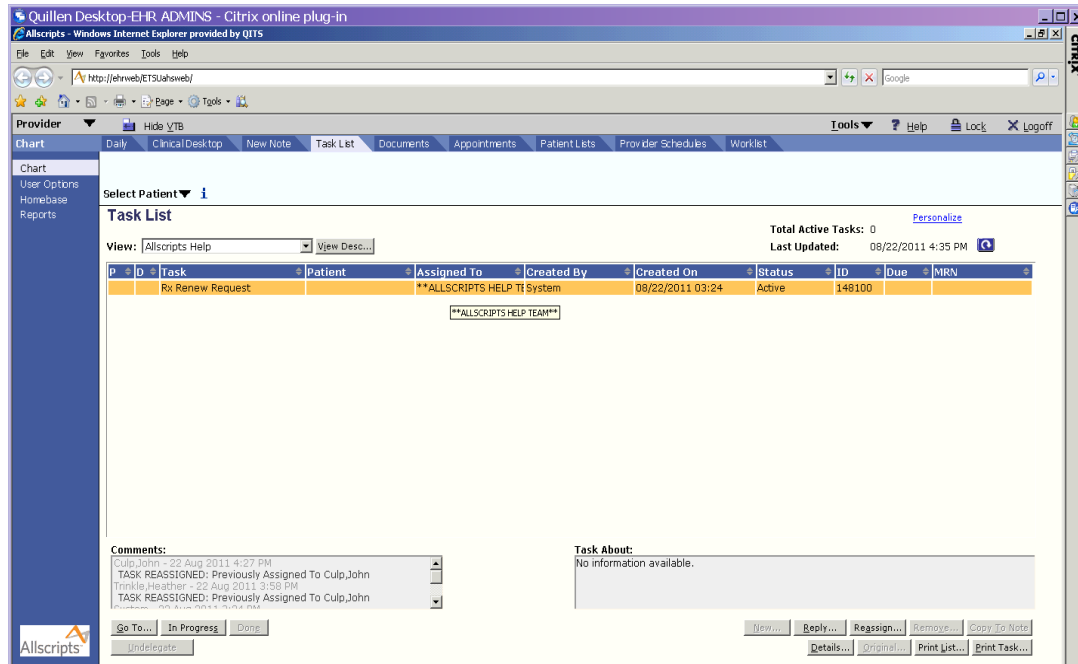 Quillen Desktop-EHR ADMINS - Citrix online plug-in
Allscripts - Windows Internet Explorer provided by QITS
File Edit View Favorites Tools Help
http://ehrweb/ETSUahsweb/ Google
Page Tools
Provider Hide VTB Tools Help Lock Logoff
Chart Daily Clinical Desktop New Note Task List Documents Appointments Patient Lists Provider Schedules Worklist
Chart
User Options
Homebase
Reports
Select Patient i
Task List Personalize
Total Active Tasks: 0
View: Allscripts Help View Desc... Last Updated: 08/22/2011 4:35 PM
P D Task Patient Assigned To Created By Created On Status ID Due MRN
Rx Renew Request **ALLSCRIPTS HELP TE System 08/22/2011 03:24 Active 148100
**ALLSCRIPTS HELP TEAM**
Comments: Task About:
Culp,John - 22 Aug 2011 4:27 PM No information available.
TASK REASSIGNED: Previously Assigned To Culp,John
Trinkle,Heather - 22 Aug 2011 3:58 PM
TASK REASSIGNED: Previously Assigned To Culp,John
Go To... In Progress Done New... Reply... Reassign... Remove... Copy To Note
Allscripts Undelegate Details... Original... Print List... Print Task...
CITRIX